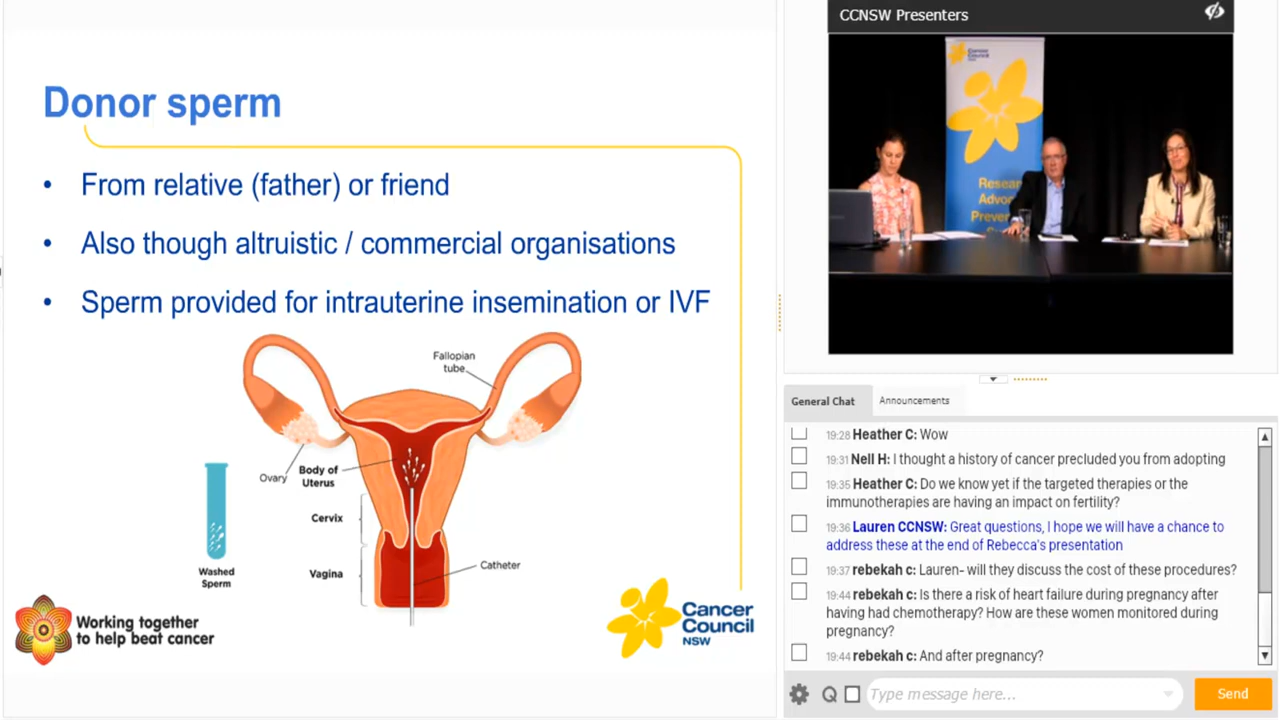 Donor sperm
• From relative (father) or friend
• Also though altruistic / commercial organisations
• Sperm provided for intrauterine insemination or IVF
Fallopian
tube
Ovary
Body of
Uterus
Cervix
Vagina
Catheter
Washed
Sperm
Working together
to help beat cancer
Cancer
Council
NSW
CCNSW Presenters
Cancer
Council
General Chat
Announcements
19:28 Heather C: Wow
19:31 Nell H: I thought a history of cancer precluded you from adopting
19:35 Heather C: Do we know yet if the targeted therapies or the
immunotherapies are having an impact on fertility?
19:36 Lauren CCNSW: Great questions, I hope we will have a chance to
address these at the end of Rebecca's presentation
19:37 rebekah c: Lauren- will they discuss the cost of these procedures?
19:44 rebekah c: Is there a risk of heart failure during pregnancy after
having had chemotherapy? How are these women monitored during
pregnancy?
19:44 rebekah c: And after pregnancy?
Q
Type message here...
Send